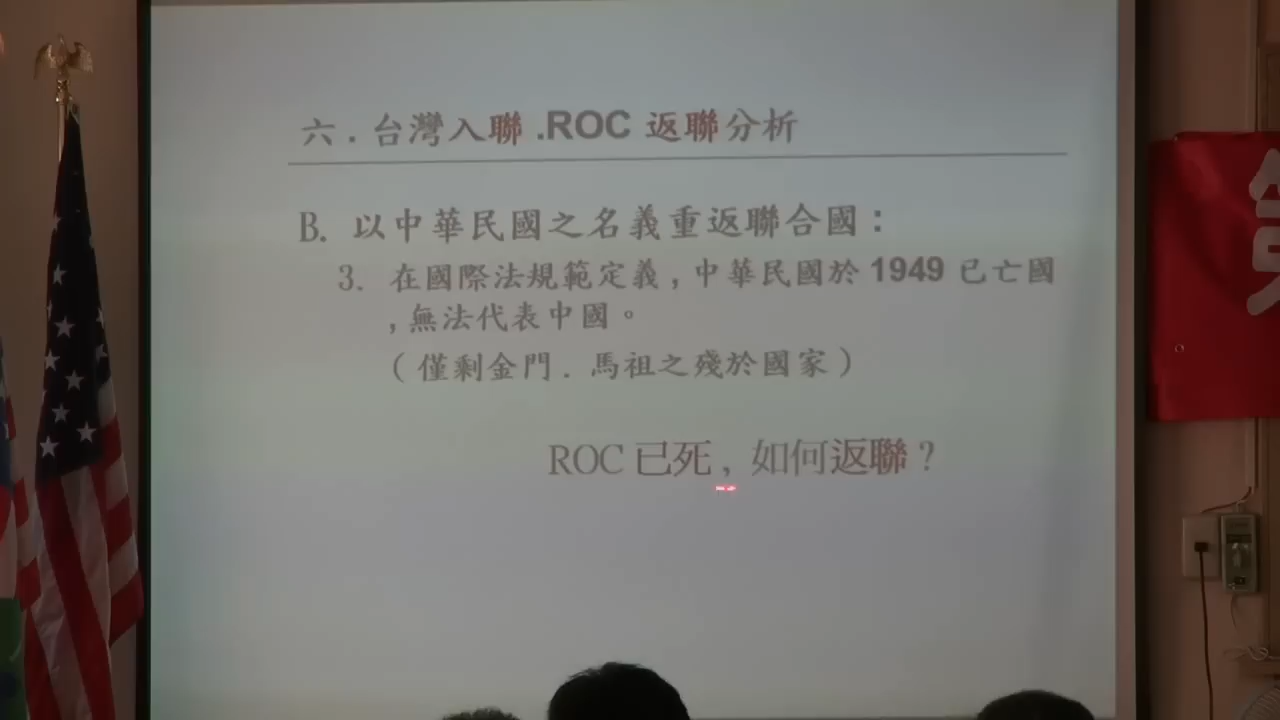 六.台灣入聯.ROC 返聯分析
B. 以中華民國之名義重返聯合國：
3. 在國際法規範定義,中華民國於 1949 已亡國
,無法代表中國。
(僅剩金門. 馬祖之殘於國家)
ROC 已死, 如何返聯?